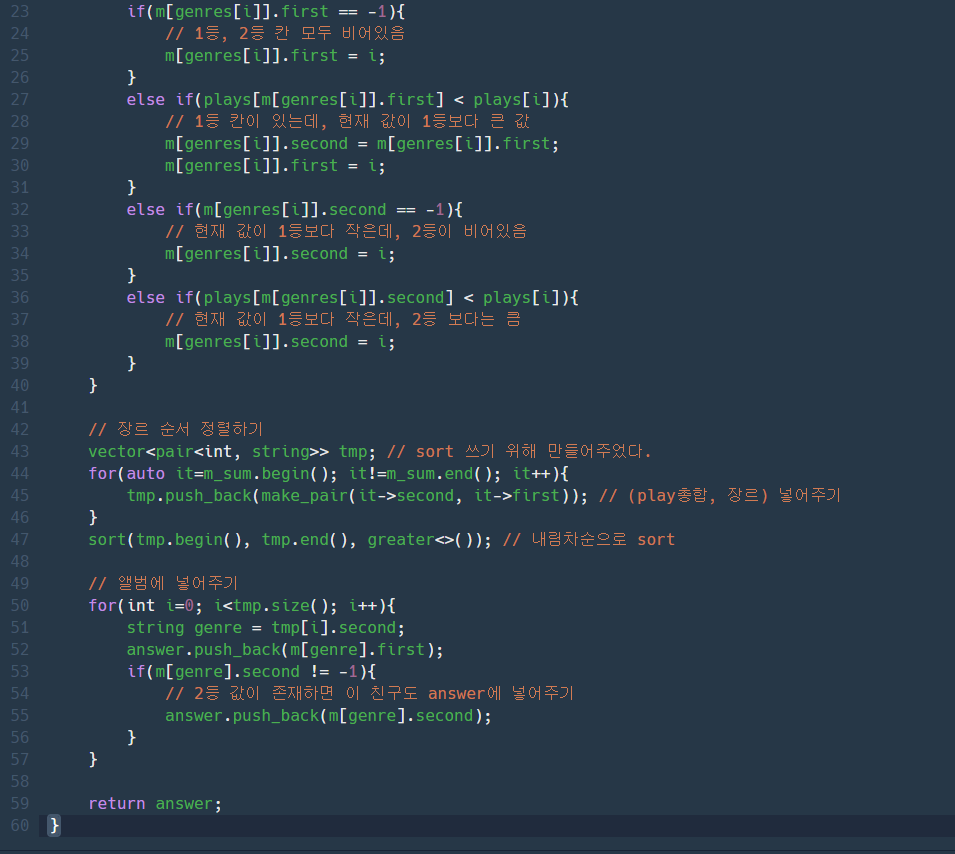 23 if(m[genres[i]].first == -1){
24 // 1등, 2등 칸 모두 비어있음
25 m[genres[i]].first = i;
26 }
27 else if(plays[m[genres[i]].first] < plays[i]){
28 // 1등 칸이 있는데, 현재 값이 1등보다 큰 값
29 m[genres[i]].second = m[genres[i]].first;
30 m[genres[i]].first = i;
31 }
32 else if(m[genres[i]].second == -1){
33 // 현재 값이 1등보다 작은데, 2등이 비어있음
34 m[genres[i]].second = i;
35 }
36 else if(plays[m[genres[i]].second] < plays[i]){
37 // 현재 값이 1등보다 작은데, 2등 보다는 큼
38 m[genres[i]].second = i;
39 }
40 }
41
42 // 장르 순서 정렬하기
43 vector<pair<int, string>> tmp; // sort 쓰기 위해 만들어주었다.
44 for(auto it=m_sum.begin(); it!=m_sum.end(); it++){
45 tmp.push_back(make_pair(it->second, it->first)); // (play총합, 장르) 넣어주기
46 }
47 sort(tmp.begin(), tmp.end(), greater<>()); // 내림차순으로 sort
48
49 // 앨범에 넣어주기
50 for(int i=0; i<tmp.size(); i++){
51 string genre = tmp[i].second;
52 answer.push_back(m[genre].first);
53 if(m[genre].second != -1){
54 // 2등 값이 존재하면 이 친구도 answer에 넣어주기
55 answer.push_back(m[genre].second);
56 }
57 }
58
59 return answer;
60 }